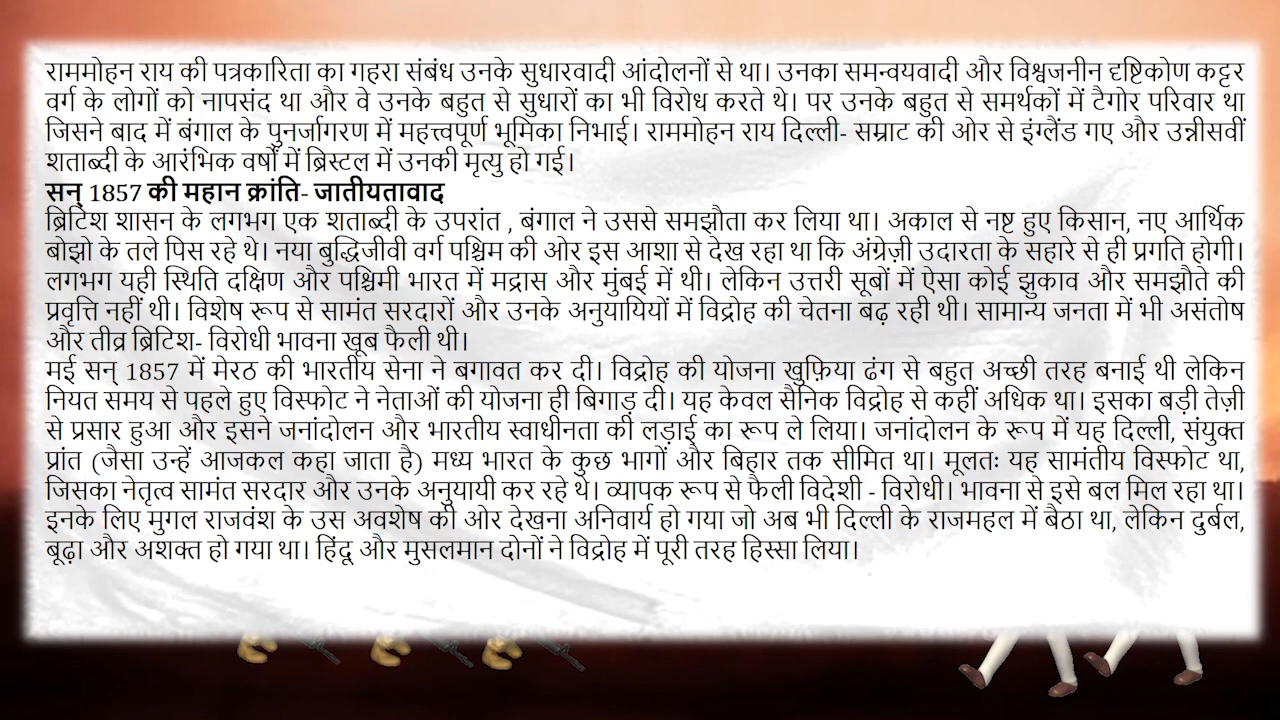 राममोहन राय की पत्रकारिता का गहरा संबंध उनके सुधारवादी आंदोलनों से था। उनका समन्वयवादी और विश्वजनीन दृष्टिकोण कट्टर
वर्ग के लोगों को नापसंद था और वे उनके बहुत से सुधारों का भी विरोध करते थे। पर उनके बहुत से समर्थकों में टैगोर परिवार था
जिसने बाद में बंगाल के पुनर्जागरण में महत्त्वपूर्ण भूमिका निभाई। राममोहन राय दिल्ली- सम्राट की ओर से इंग्लैंड गए और उन्नीसवीं
शताब्दी के आरंभिक वर्षों में ब्रिस्टल में उनकी मृत्यु हो गई।
सन् 1857 की महान क्रांति- जातीयतावाद
ब्रिटिश शासन के लगभग एक शताब्दी के उपरांत , बंगाल ने उससे समझौता कर लिया था। अकाल से नष्ट हुए किसान, नए आर्थिक
बोझो के तले पिस रहे थे। नया बुद्धिजीवी वर्ग पश्चिम की ओर इस आशा से देख रहा था कि अंग्रेज़ी उदारता के सहारे से ही प्रगति होगी।
लगभग यही स्थिति दक्षिण और पश्चिमी भारत में मद्रास और मुंबई में थी। लेकिन उत्तरी सूबों में ऐसा कोई झुकाव और समझौते की
प्रवृत्ति नहीं थी। विशेष रूप से सामंत सरदारों और उनके अनुयायियों में विद्रोह की चेतना बढ़ रही थी। सामान्य जनता में भी असंतोष
और तीव्र ब्रिटिश- विरोधी भावना खूब फैली थी।
मई सन् 1857 में मेरठ की भारतीय सेना ने बगावत कर दी। विद्रोह की योजना खुफ़िया ढंग से बहुत अच्छी तरह बनाई थी लेकिन
नियत समय से पहले हुए विस्फोट ने नेताओं की योजना ही बिगाड़ दी। यह केवल सैनिक विद्रोह से कहीं अधिक था। इसका बड़ी तेज़ी
से प्रसार हुआ और इसने जनांदोलन और भारतीय स्वाधीनता की लड़ाई का रूप ले लिया। जनांदोलन के रूप में यह दिल्ली, संयुक्त
प्रांत (जैसा उन्हें आजकल कहा जाता है) मध्य भारत के कुछ भागों और बिहार तक सीमित था। मूलतः यह सामंतीय विस्फोट था,
जिसका नेतृत्व सामंत सरदार और उनके अनुयायी कर रहे थे। व्यापक रूप से फैली विदेशी - विरोधी। भावना से इसे बल मिल रहा था।
इनके लिए मुगल राजवंश के उस अवशेष की ओर देखना अनिवार्य हो गया जो अब भी दिल्ली के राजमहल में बैठा था, लेकिन दुर्बल,
बूढ़ा और अशक्त हो गया था। हिंदू और मुसलमान दोनों ने विद्रोह में पूरी तरह हिस्सा लिया।